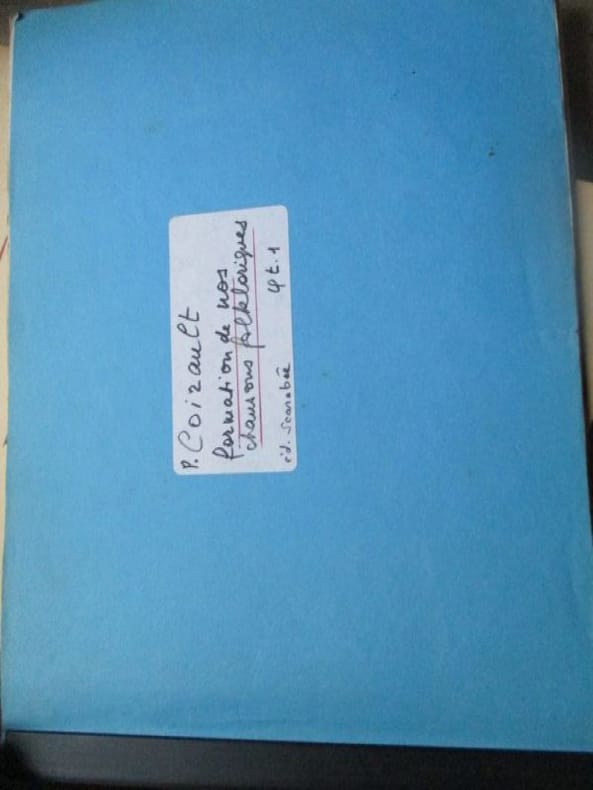 P. Coirault
formation de nos
chansons folkloriques
éd. Scarabée φ t. 1